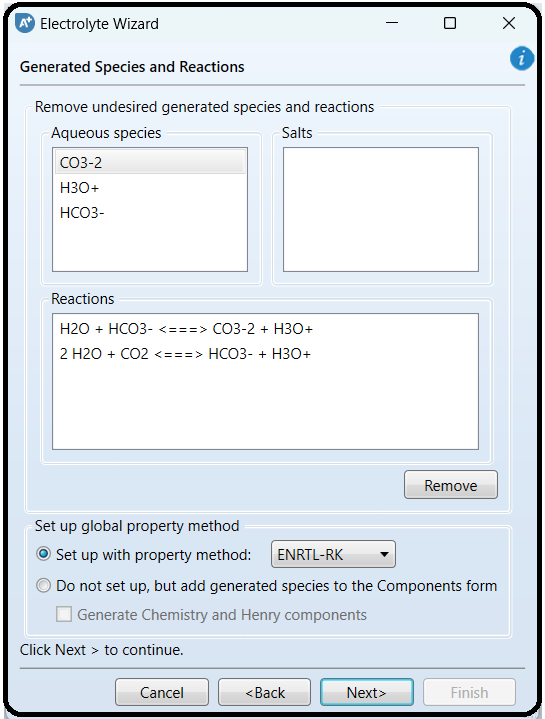 Electrolyte Wizard
Generated Species and Reactions
Remove undesired generated species and reactions
Aqueous species
Salts
CO3-2
H3O+
HCO3-
Reactions
H2O + HCO3- <===> CO3-2 + H3O+
2 H2O + CO2 <===> HCO3- + H3O+
Remove
Set up global property method
Set up with property method: ENRTL-RK
Do not set up, but add generated species to the Components form
Generate Chemistry and Henry components
Click Next > to continue.
Cancel <Back Next> Finish